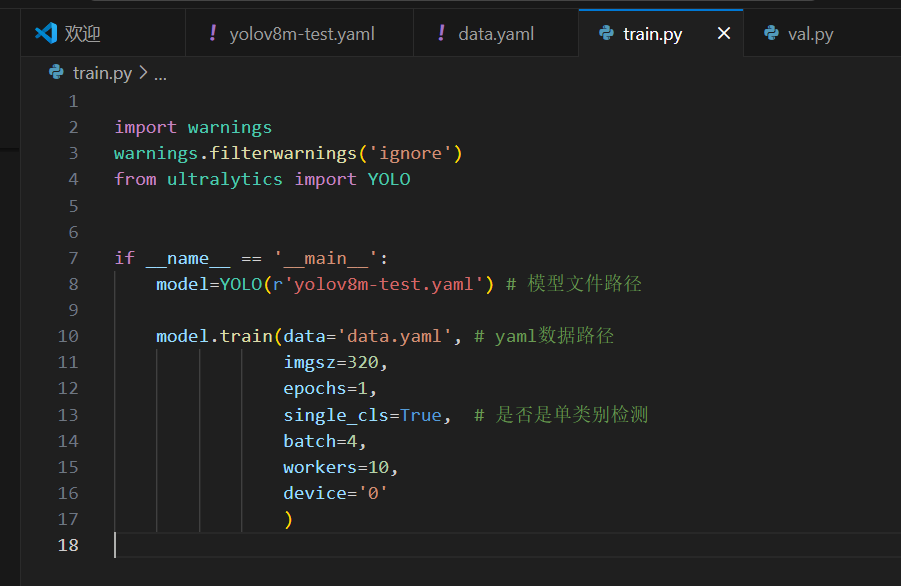 欢迎 ! yolov8m-test.yaml ! data.yaml train.py × val.py
train.py > ...
1
2 import warnings
3 warnings.filterwarnings('ignore')
4 from ultralytics import YOLO
5
6
7 if __name__ == '__main__':
8 model=YOLO(r'yolov8m-test.yaml') # 模型文件路径
9
10 model.train(data='data.yaml', # yaml数据路径
11 imgsz=320,
12 epochs=1,
13 single_cls=True, # 是否是单类别检测
14 batch=4,
15 workers=10,
16 device='0'
17 )
18